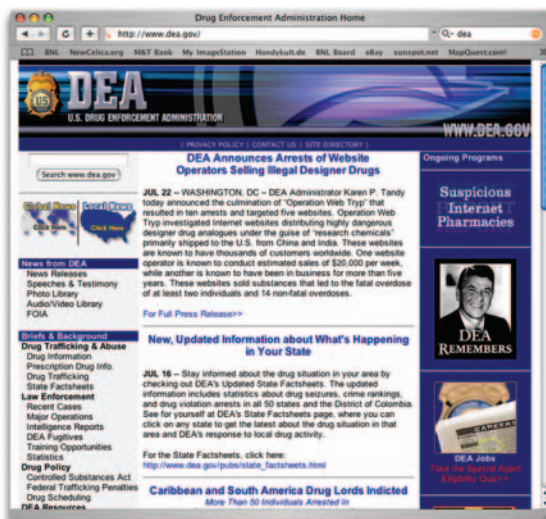 Drug Enforcement Administration Home
http://www.dea.gov/
Q- dea
BNL NewCelica.org M&T Bank My ImageStation Handykult.de BNL Board eBay sunspot.net MapQuest.com!
DEA
U.S. DRUG ENFORCEMENT ADMINISTRATION
WWW.DEA.GOV
| PRIVACY POLICY | CONTACT US | SITE DIRECTORY |
Search www.dea.gov
Global News Local News
Click here Click Here
News from DEA
News Releases
Speeches & Testimony
Photo Library
Audio/Video Library
FOIA
Briefs & Background
Drug Trafficking & Abuse
Drug Information
Prescription Drug Info.
Drug Trafficking
State Factsheets
Law Enforcement
Recent Cases
Major Operations
Intelligence Reports
DEA Fugitives
Training Opportunities
Statistics
Drug Policy
Controlled Substances Act
Federal Trafficking Penalties
Drug Scheduling
DEA Resources
DEA Announces Arrests of Website
Operators Selling Illegal Designer Drugs
JUL 22 – WASHINGTON, DC – DEA Administrator Karen P. Tandy
today announced the culmination of "Operation Web Tryp" that
resulted in ten arrests and targeted five websites. Operation Web
Tryp investigated Internet websites distributing highly dangerous
designer drug analogues under the guise of "research chemicals"
primarily shipped to the U.S. from China and India. These websites
are known to have thousands of customers worldwide. One website
operator is known to conduct estimated sales of $20,000 per week,
while another is known to have been in business for more than five
years. These websites sold substances that led to the fatal overdose
of at least two individuals and 14 non-fatal overdoses.
For Full Press Release>>
New, Updated Information about What's Happening
in Your State
JUL 16 – Stay informed about the drug situation in your area by
checking out DEA's Updated State Factsheets. The updated
information includes statistics about drug seizures, crime rankings,
and drug violation arrests in all 50 states and the District of Colombia.
See for yourself at DEA's State Factsheets page, where you can
click on any state to get the latest about the drug situation in that
area and DEA's response to local drug activity.
For the State Factsheets, click here:
http://www.dea.gov/pubs/state_factsheets.html
Caribbean and South America Drug Lords Indicted
More Than 50 Individuals Arrested In
Ongoing Programs
Suspicious
Internet
Pharmacies
DEA
REMEMBERS
CAREERS
DEA Jobs
Take the Special Agent
Eligibility Quiz>>